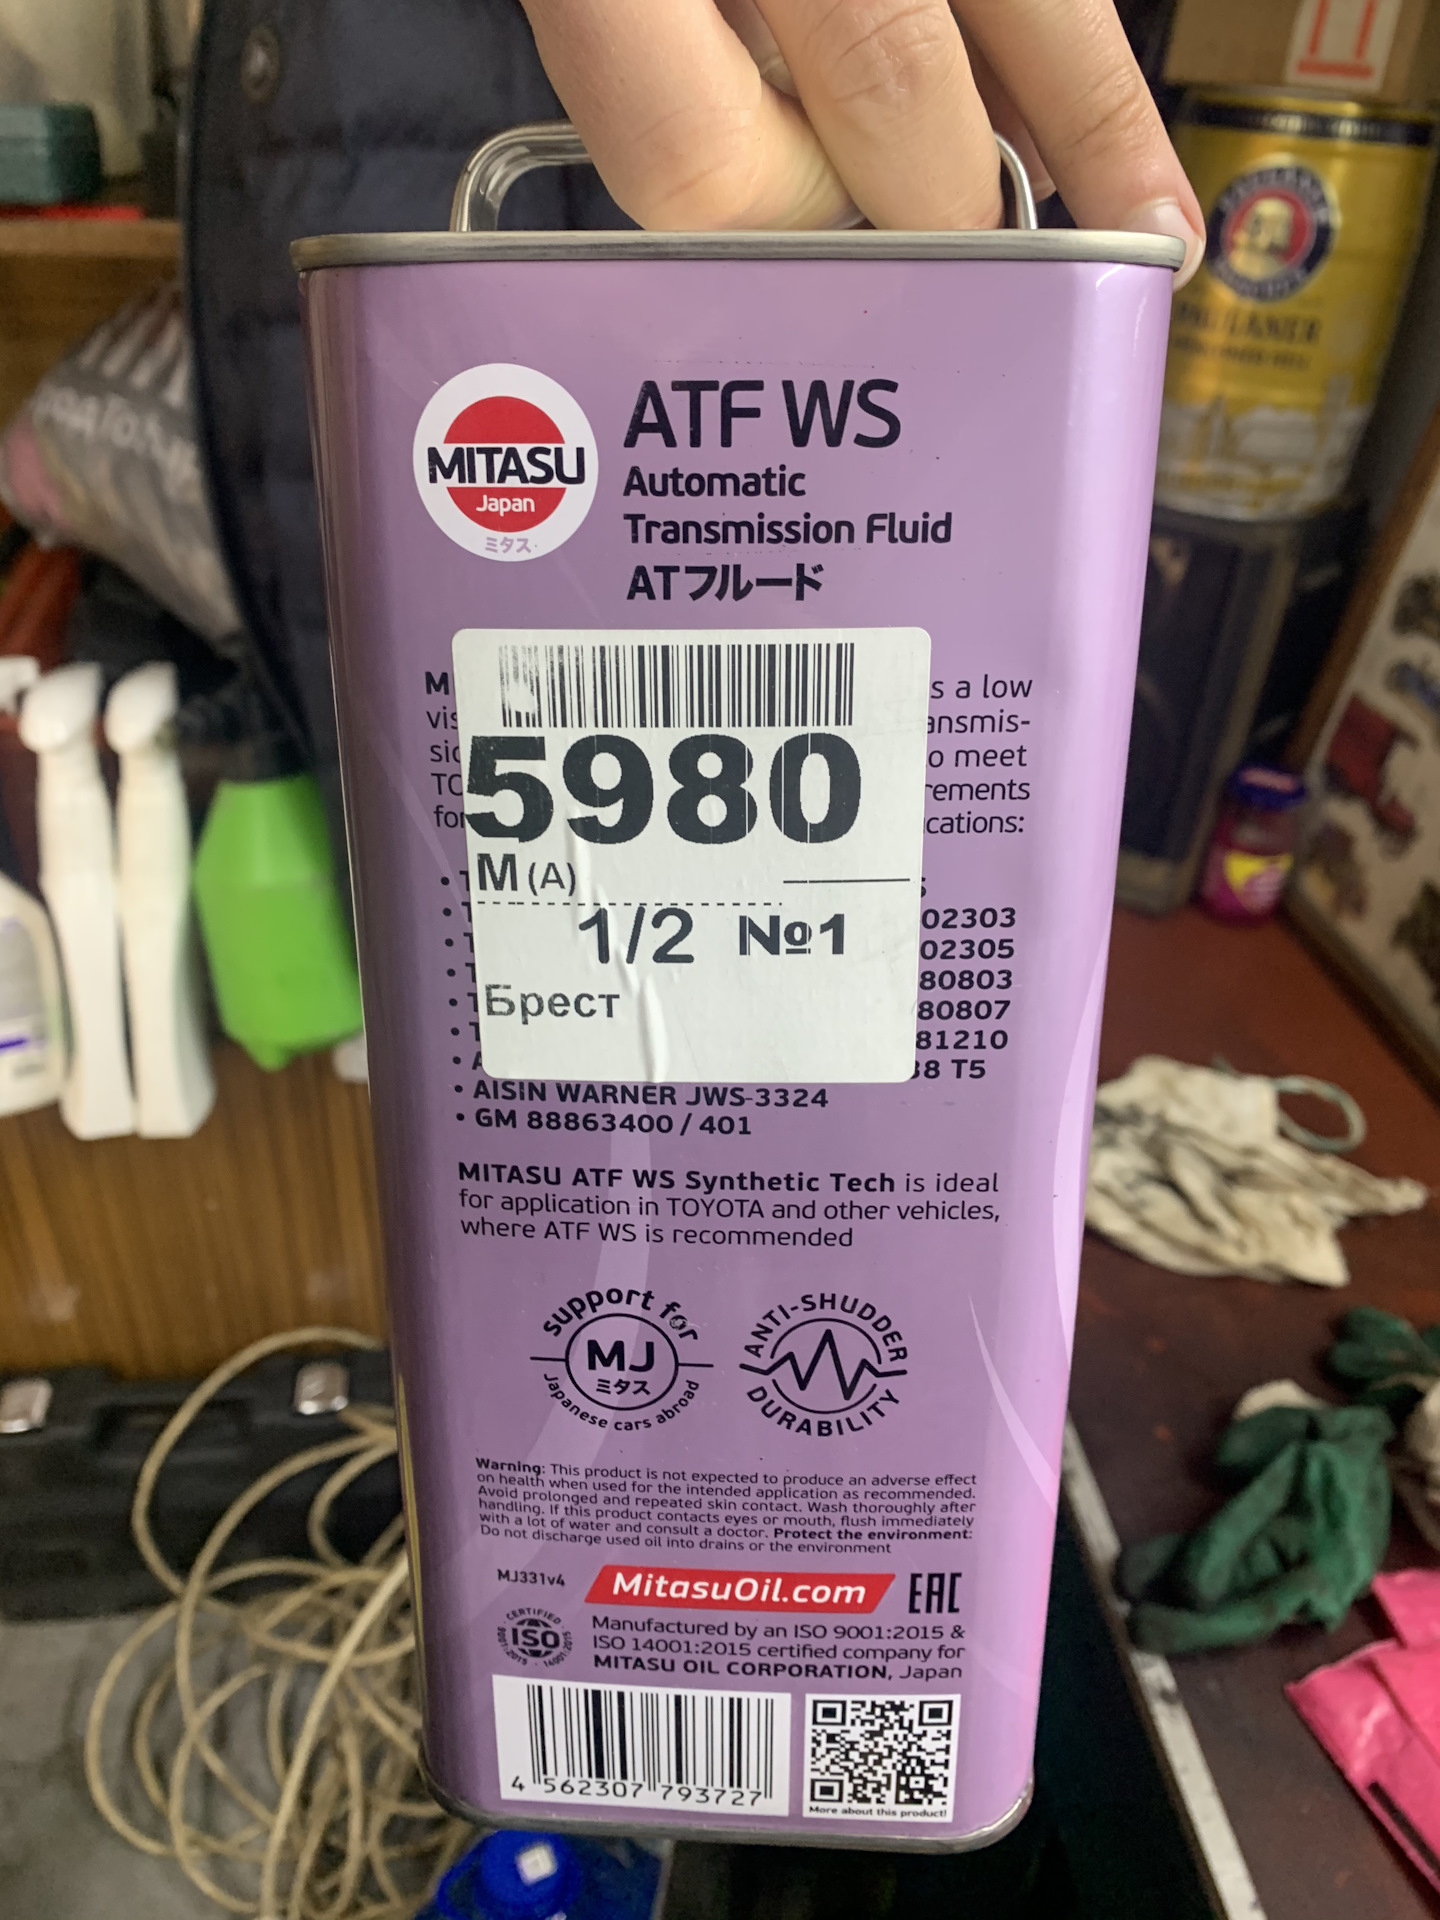 MITASU
Japan
ミタス
ATF WS
Automatic
Transmission Fluid
ATフルード
s a low
ansmis-
o meet
rements
cations:
5980
M (A)
1/2 №1
Брест
02303
02305
80803
80807
81210
38 T5
• AISIN WARNER JWS-3324
• GM 88863400 / 401
MITASU ATF WS Synthetic Tech is ideal
for application in TOYOTA and other vehicles,
where ATF WS is recommended
support for
MJ
ミタス
Japanese cars abroad
ANTI-SHUDDER
DURABILITY
Warning: This product is not expected to produce an adverse effect
on health when used for the intended application as recommended.
Avoid prolonged and repeated skin contact. Wash thoroughly after
handling. If this product contacts eyes or mouth, flush immediately
with a lot of water and consult a doctor. Protect the environment:
Do not discharge used oil into drains or the environment
MJ331v4
MitasuOil.com
EAC
CERTIFIED
ISO
9001:2015 · 14001:2015
Manufactured by an ISO 9001:2015 &
ISO 14001:2015 certified company for
MITASU OIL CORPORATION, Japan
4 562307 793727
More about this product!